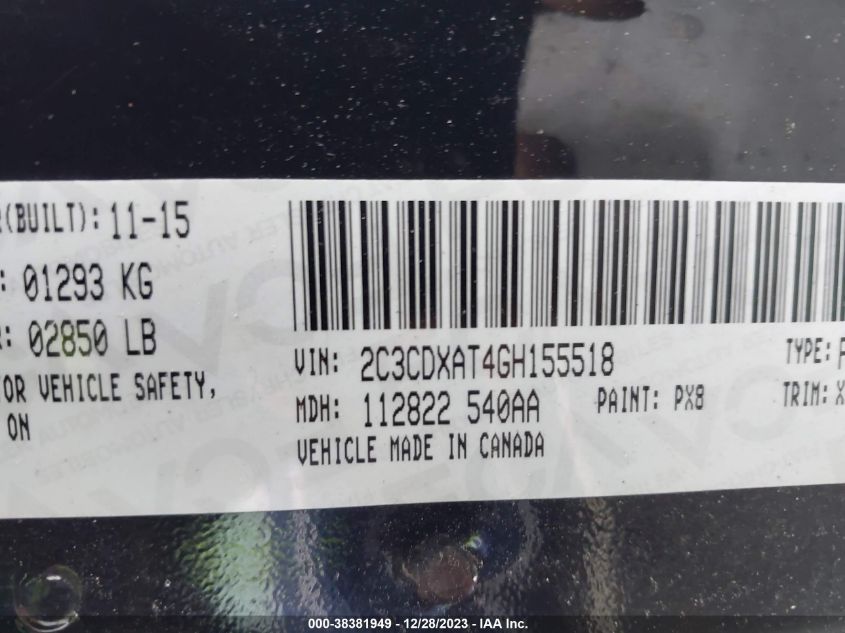 (BUILT): 11-15
: 01293 KG
: 02850 LB
OR VEHICLE SAFETY,
ON
VIN: 2C3CDXAT4GH155518
TYPE:
MDH: 112822 540AA
PAINT: PX8
TRIM: X
VEHICLE MADE IN CANADA
000-38381949 - 12/28/2023 - IAA Inc.